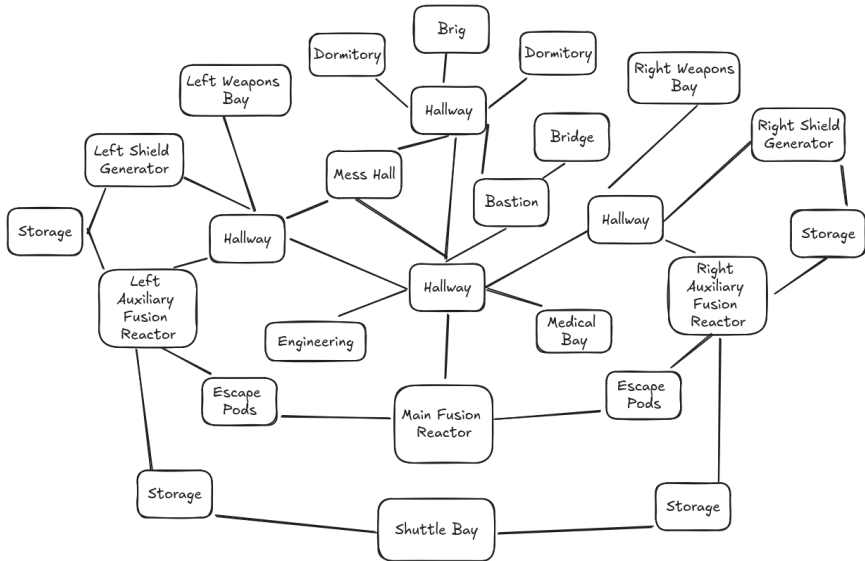 Brig
Dormitory
Dormitory
Left Weapons
Bay
Right Weapons
Bay
Hallway
Bridge
Right Shield
Generator
Left Shield
Generator
Mess Hall
Bastion
Hallway
Storage
Hallway
Storage
Left
Auxiliary
Fusion
Reactor
Hallway
Right
Auxiliary
Fusion
Reactor
Engineering
Medical
Bay
Escape
Pods
Main Fusion
Reactor
Escape
Pods
Storage
Shuttle Bay
Storage